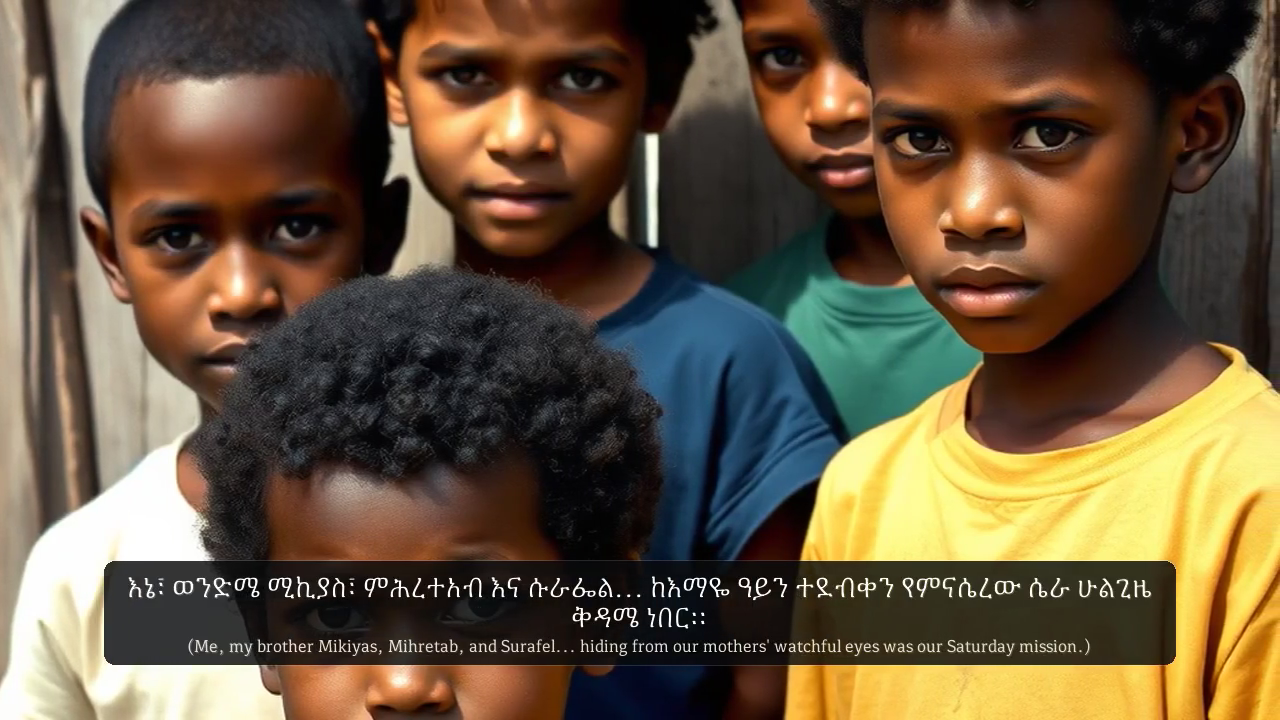 እኔ፣ ወንድሜ ሚኪያስ፣ ምሕረተአብ እና ሱራፌል... ከእማዬ ዓይን ተደብቀን የምናሴረው ሴራ ሁልጊዜ
ቅዳሜ ነበር።
(Me, my brother Mikiyas, Mihretab, and Surafel... hiding from our mothers' watchful eyes was our Saturday mission.)